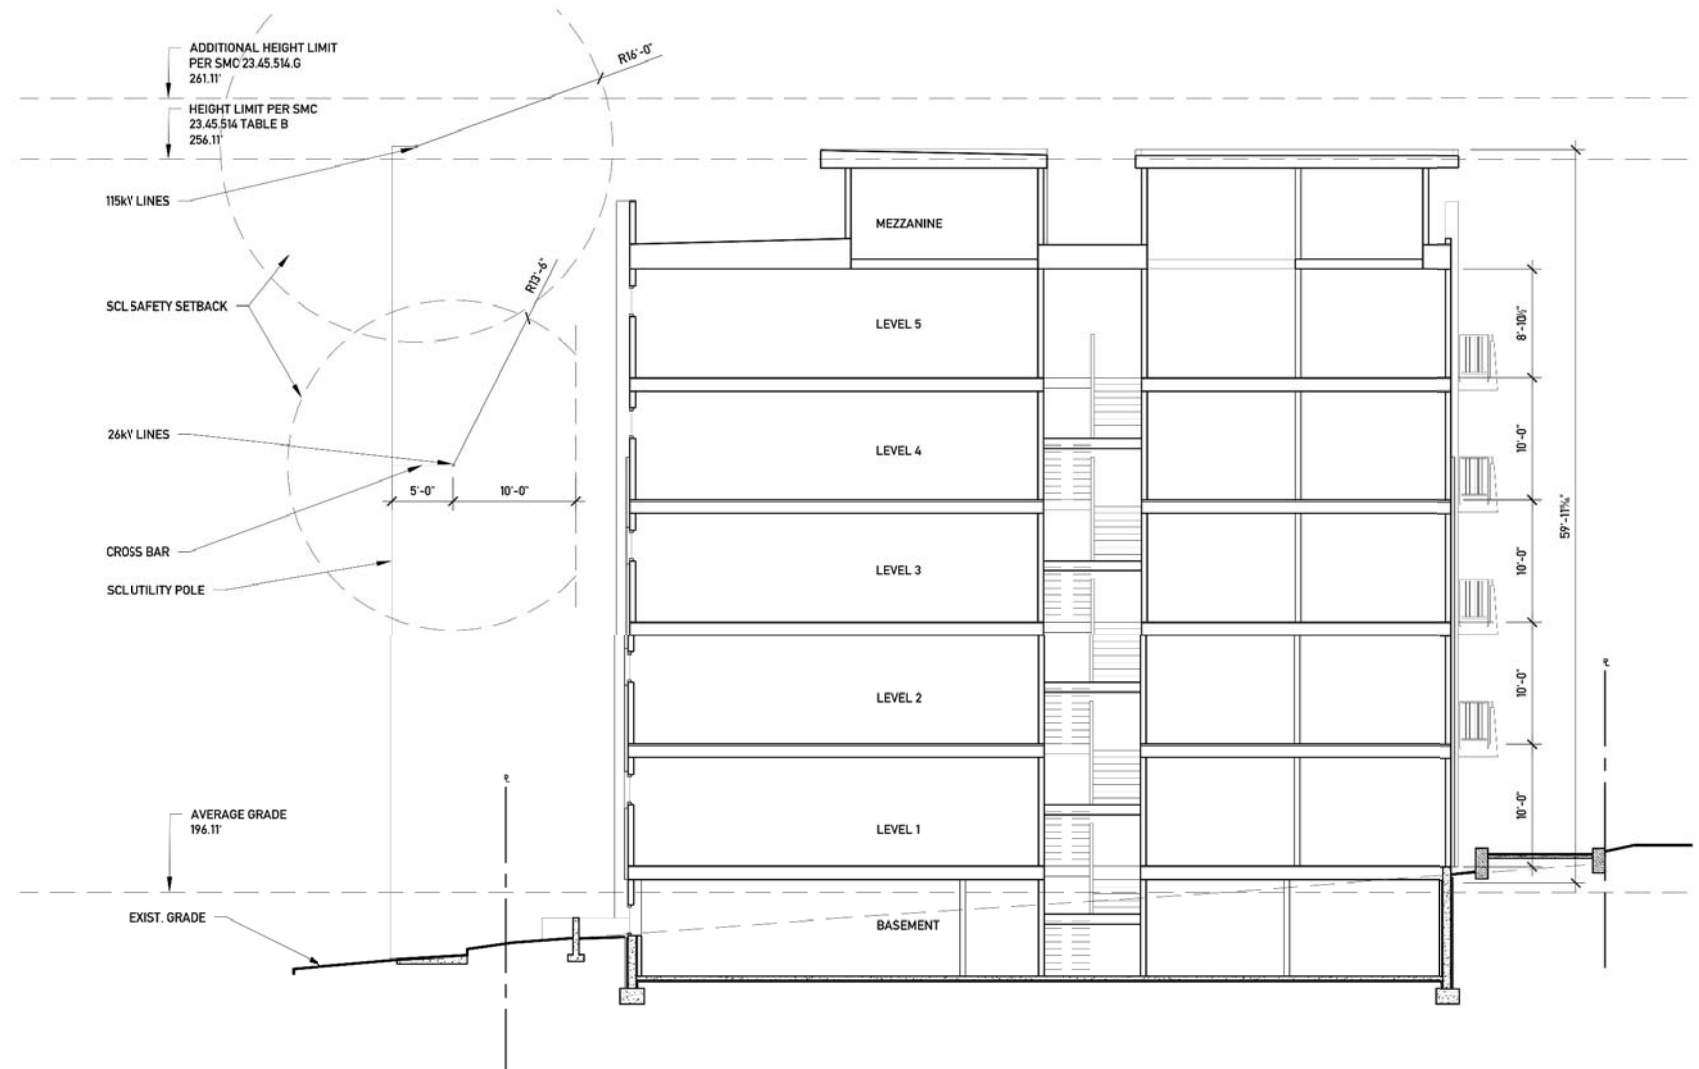 ADDITIONAL HEIGHT LIMIT
PER SMC 23.45.514.G
261.11'
HEIGHT LIMIT PER SMC
23.45.514 TABLE B
256.11'
R16'-0"
115kV LINES
MEZZANINE
R13'-6"
SCL SAFETY SETBACK
LEVEL 5
8'-10½"
26kV LINES
LEVEL 4
10'-0"
5'-0"
10'-0"
CROSS BAR
SCL UTILITY POLE
LEVEL 3
10'-0"
LEVEL 2
10'-0"
AVERAGE GRADE
196.11'
LEVEL 1
10'-0"
EXIST. GRADE
BASEMENT